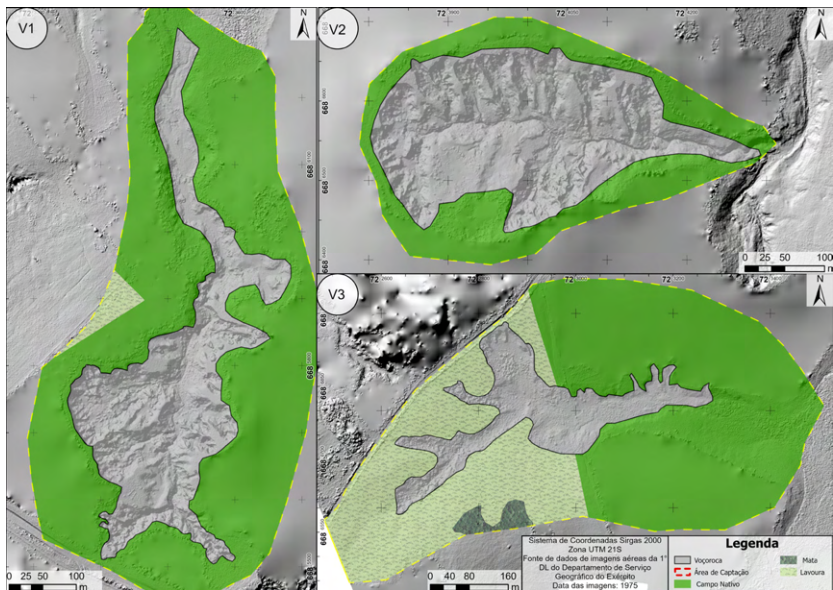 V1
N
V2
N
V3
N
0 25 50 100
m
0 25 50 100
m
0 40 80 160
m
Sistema de Coordenadas Sirgas 2000
Zona UTM 21S
Fonte de dados de imagens aéreas da 1°
DL do Departamento de Serviço
Geográfico do Exército
Data das imagens: 1975
Legenda
Voçoroca
Área de Captação
Campo Nativo
Mata
Lavoura